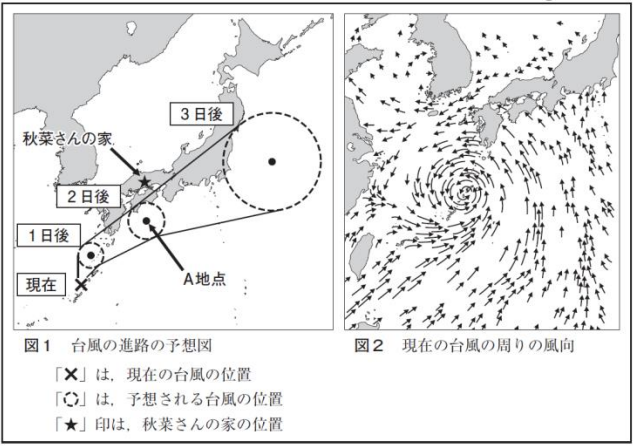 3日後
秋菜さんの家
2日後
1日後
現在
A地点
図1 台風の進路の予想図
「✕」は，現在の台風の位置
「◌」は，予想される台風の位置
「★」印は，秋菜さんの家の位置
図2 現在の台風の周りの風向